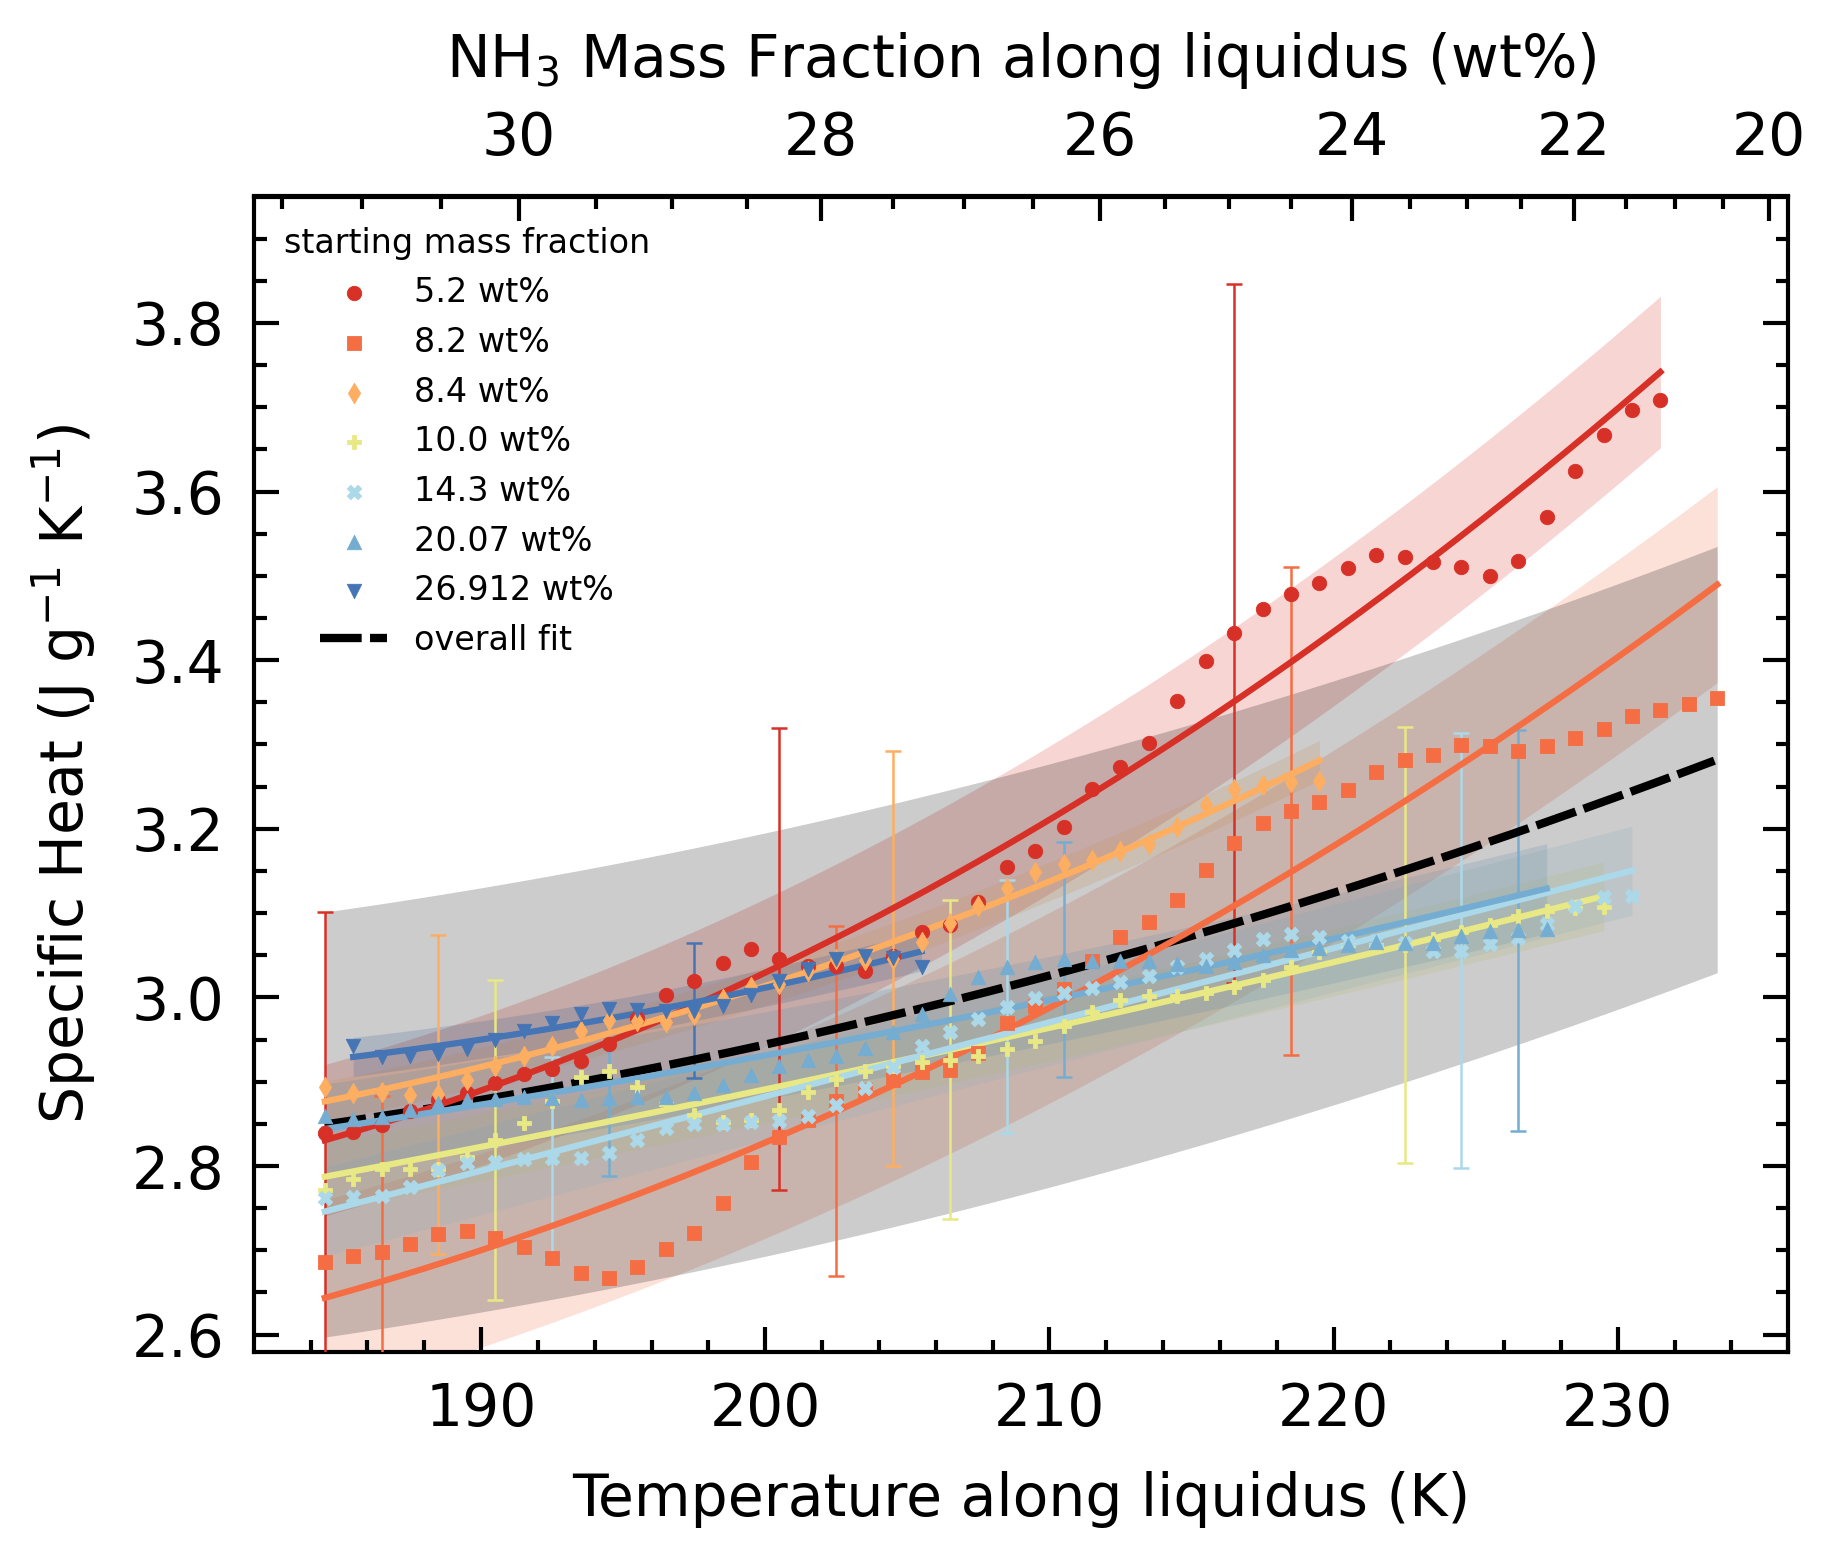 NH₃ Mass Fraction along liquidus (wt%)
30 28 26 24 22 20
starting mass fraction
5.2 wt%
8.2 wt%
8.4 wt%
10.0 wt%
14.3 wt%
20.07 wt%
26.912 wt%
overall fit
Specific Heat (J g⁻¹ K⁻¹)
3.8
3.6
3.4
3.2
3.0
2.8
2.6
190 200 210 220 230
Temperature along liquidus (K)